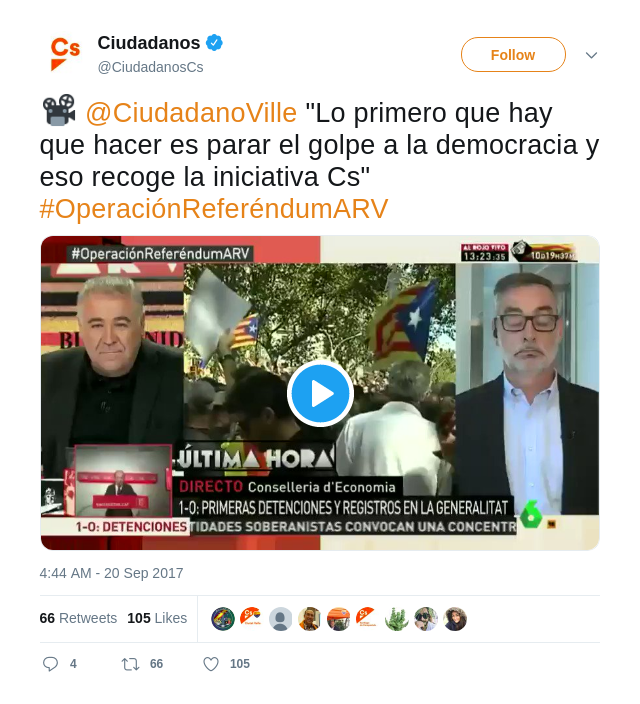 Cs
Ciudadanos
@CiudadanosCs
Follow
@CiudadanoVille "Lo primero que hay
que hacer es parar el golpe a la democracia y
eso recoge la iniciativa Cs"
#OperaciónReferéndumARV
#OperaciónReferéndumARV
AL ROJO VIVO
13:23:35
10D19H37M
ÚLTIMA HORA
DIRECTO Conselleria d'Economia
1-0: PRIMERAS DETENCIONES Y REGISTROS EN LA GENERALITAT
1-0: DETENCIONES
TIDADES SOBERANISTAS CONVOCAN UNA CONCENTR
6
4:44 AM - 20 Sep 2017
66 Retweets 105 Likes
4 66 105